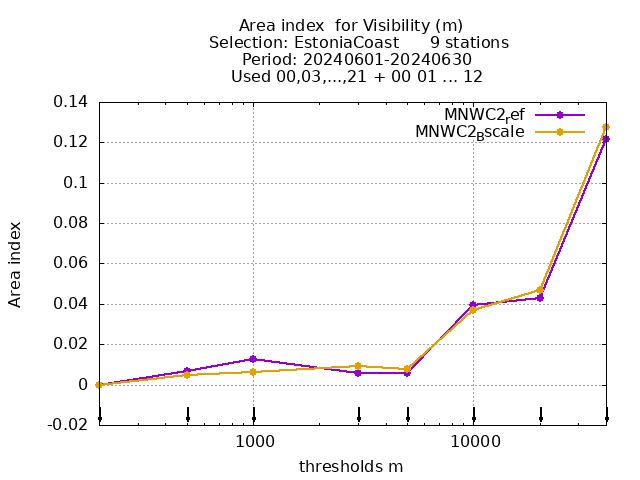 Area index  for Visibility (m)
Selection: EstoniaCoast      9 stations
Period: 20240601-20240630
Used 00,03,...,21 + 00 01 ... 12
MNWC2ref
MNWC2Bscale
0.14
0.12
0.1
0.08
0.06
0.04
0.02
0
-0.02
Area index
1000 10000
thresholds m